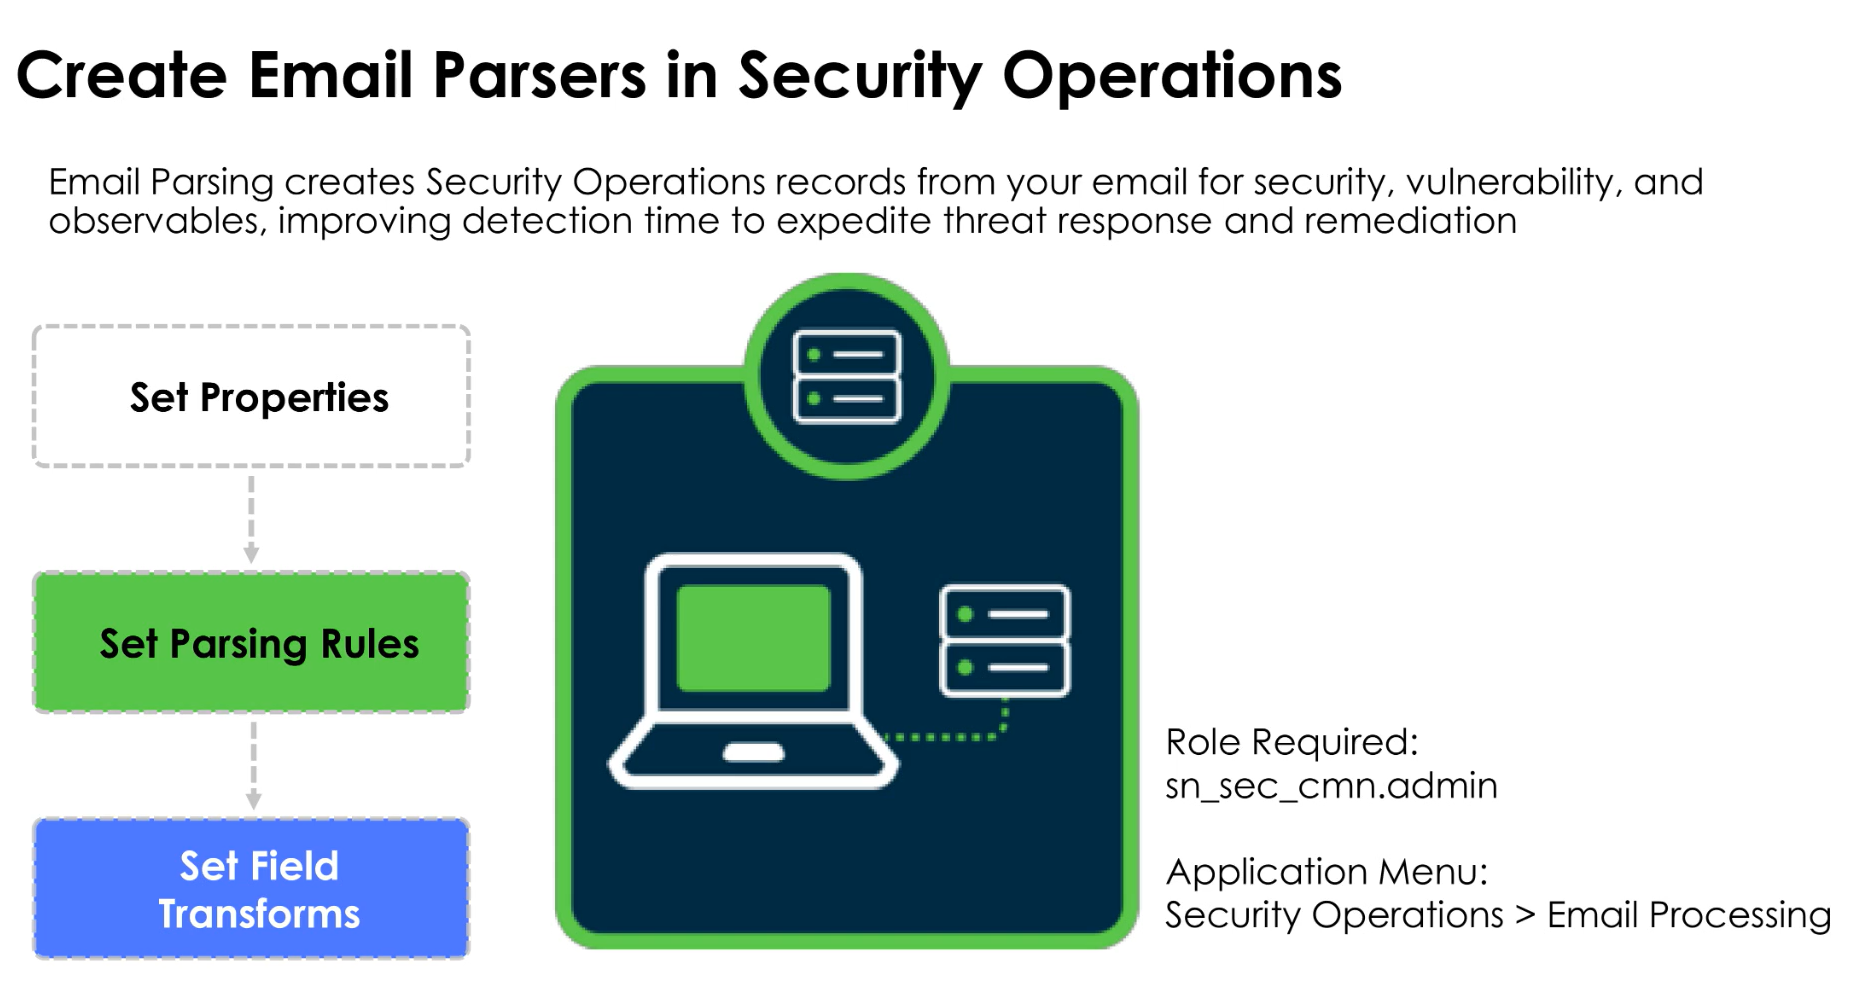 Create Email Parsers in Security Operations
Email Parsing creates Security Operations records from your email for security, vulnerability, and
observables, improving detection time to expedite threat response and remediation
Set Properties
Set Parsing Rules
Set Field
Transforms
Role Required:
sn_sec_cmn.admin
Application Menu:
Security Operations > Email Processing